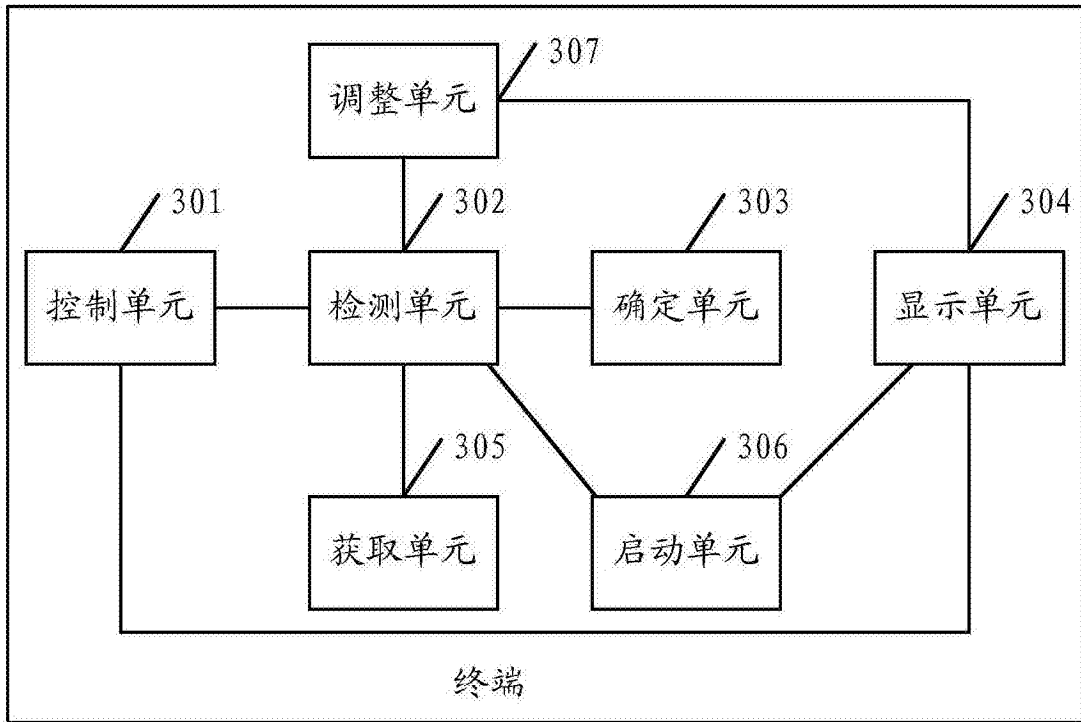 307
调整单元
301
302
303
304
控制单元
检测单元
确定单元
显示单元
305
306
获取单元
启动单元
终端